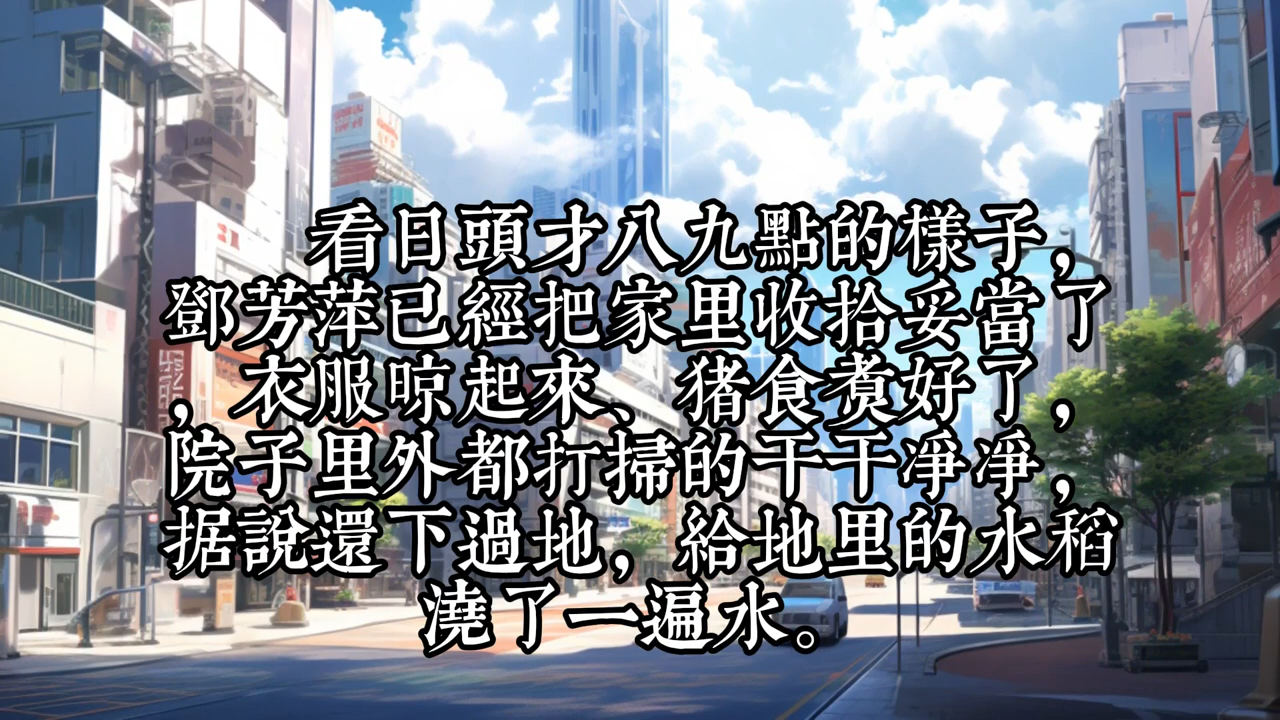 看日頭才八九點的樣子，
鄧芳萍已經把家里收拾妥當了
，衣服晾起來、猪食煮好了，
院子里外都打掃的干干凈凈，
据說還下過地，給地里的水稻
澆了一遍水。